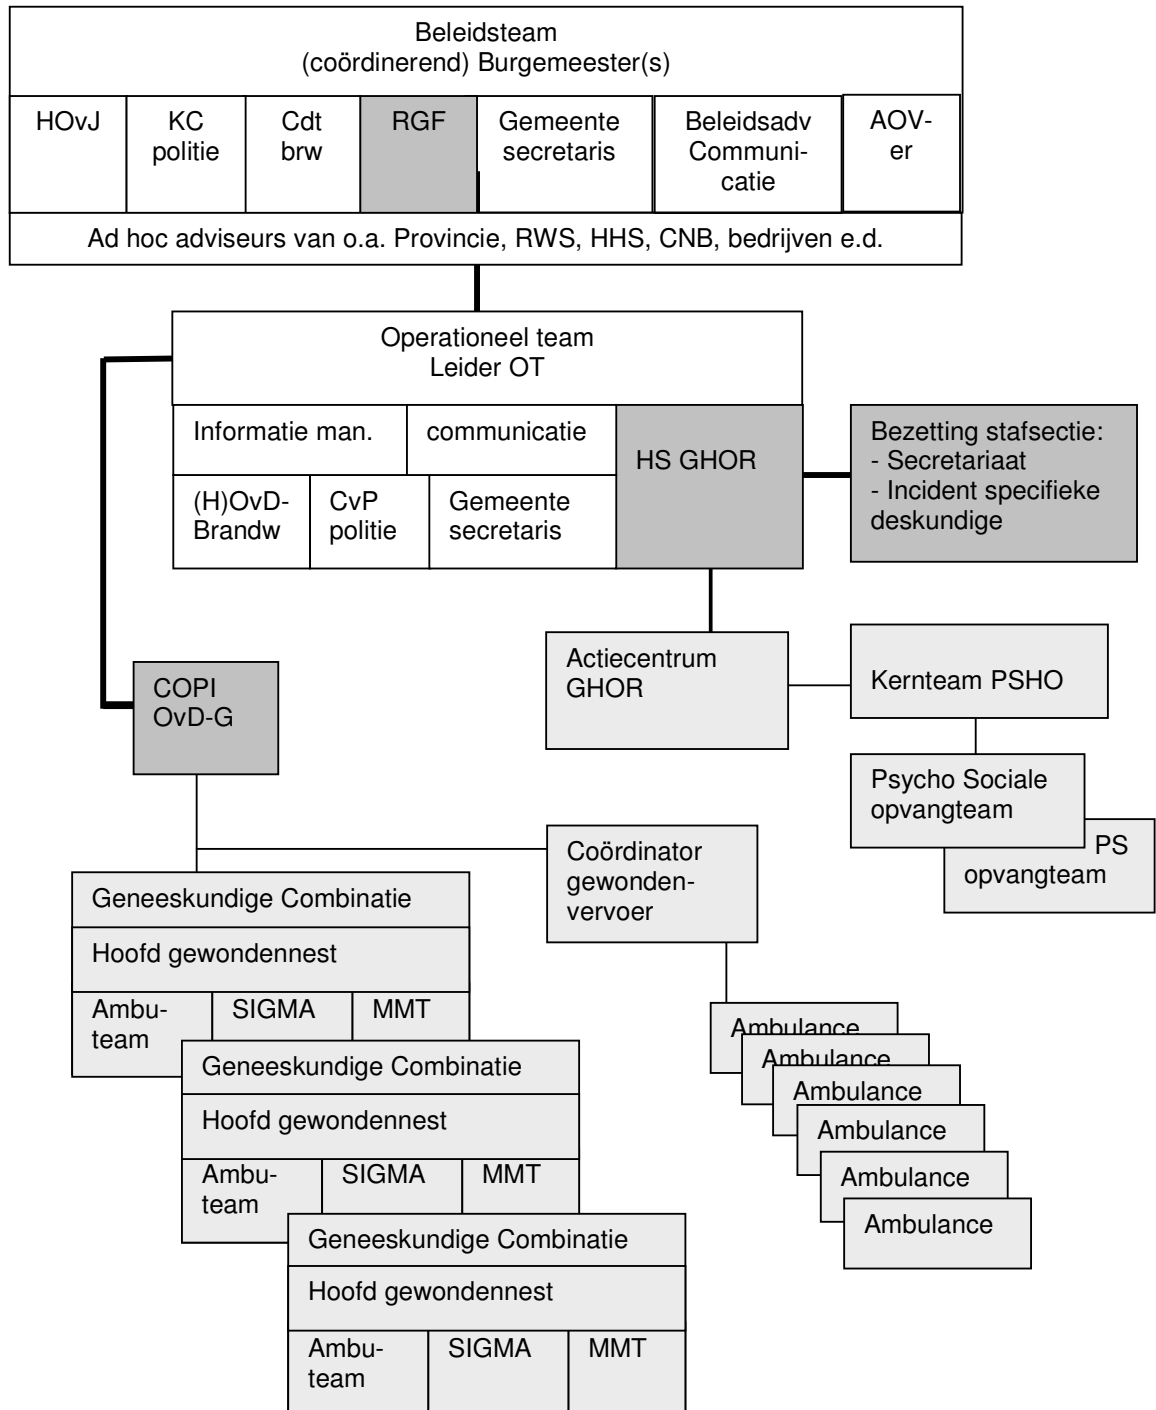 Beleidsteam
(coördinerend) Burgemeester(s)
HOvJ
KC
politie
Cdt
brw
RGF
Gemeente
secretaris
Beleidsadv
Communi-
catie
AOV-
er
Ad hoc adviseurs van o.a. Provincie, RWS, HHS, CNB, bedrijven e.d.
Operationeel team
Leider OT
Informatie man.
communicatie
HS GHOR
(H)OvD-
Brandw
CvP
politie
Gemeente
secretaris
Bezetting stafsectie:
- Secretariaat
- Incident specifieke
deskundige
Actiecentrum
GHOR
Kernteam PSHO
COPI
OvD-G
Psycho Sociale
opvangteam
PS
opvangteam
Coördinator
gewonden-
vervoer
Geneeskundige Combinatie
Hoofd gewondennest
Ambu-
team
SIGMA
MMT
Geneeskundige Combinatie
Hoofd gewondennest
Ambu-
team
SIGMA
MMT
Geneeskundige Combinatie
Hoofd gewondennest
Ambu-
team
SIGMA
MMT
Ambulance
Ambulance
Ambulance
Ambulance
Ambulance
Ambulance